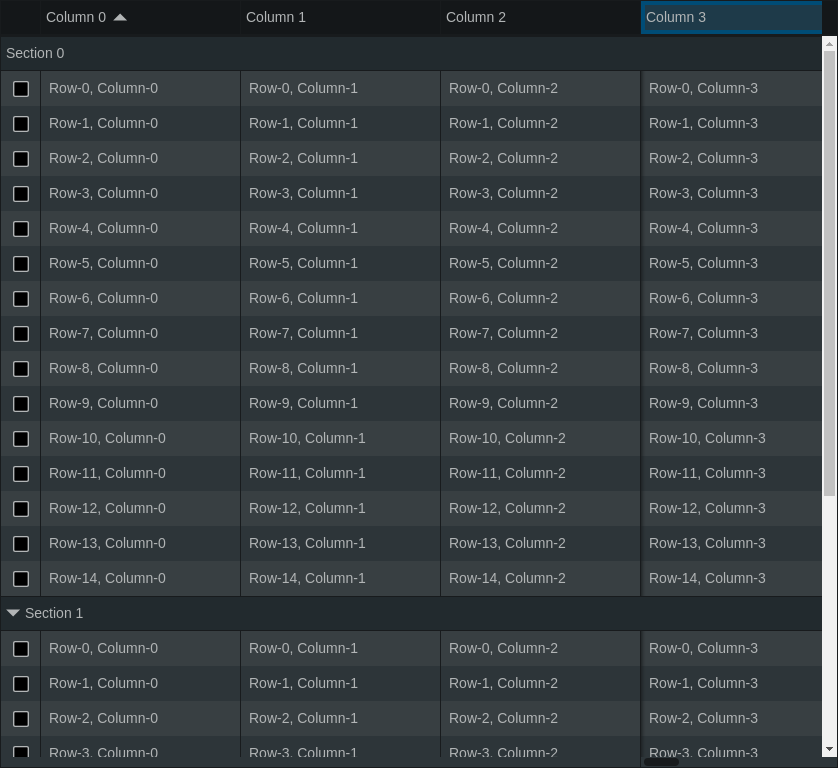 Column 0 Column 1 Column 2 Column 3
Section 0
Row-0, Column-0 Row-0, Column-1 Row-0, Column-2 Row-0, Column-3
Row-1, Column-0 Row-1, Column-1 Row-1, Column-2 Row-1, Column-3
Row-2, Column-0 Row-2, Column-1 Row-2, Column-2 Row-2, Column-3
Row-3, Column-0 Row-3, Column-1 Row-3, Column-2 Row-3, Column-3
Row-4, Column-0 Row-4, Column-1 Row-4, Column-2 Row-4, Column-3
Row-5, Column-0 Row-5, Column-1 Row-5, Column-2 Row-5, Column-3
Row-6, Column-0 Row-6, Column-1 Row-6, Column-2 Row-6, Column-3
Row-7, Column-0 Row-7, Column-1 Row-7, Column-2 Row-7, Column-3
Row-8, Column-0 Row-8, Column-1 Row-8, Column-2 Row-8, Column-3
Row-9, Column-0 Row-9, Column-1 Row-9, Column-2 Row-9, Column-3
Row-10, Column-0 Row-10, Column-1 Row-10, Column-2 Row-10, Column-3
Row-11, Column-0 Row-11, Column-1 Row-11, Column-2 Row-11, Column-3
Row-12, Column-0 Row-12, Column-1 Row-12, Column-2 Row-12, Column-3
Row-13, Column-0 Row-13, Column-1 Row-13, Column-2 Row-13, Column-3
Row-14, Column-0 Row-14, Column-1 Row-14, Column-2 Row-14, Column-3
Section 1
Row-0, Column-0 Row-0, Column-1 Row-0, Column-2 Row-0, Column-3
Row-1, Column-0 Row-1, Column-1 Row-1, Column-2 Row-1, Column-3
Row-2, Column-0 Row-2, Column-1 Row-2, Column-2 Row-2, Column-3
Row-3, Column-0 Row-3, Column-1 Row-3, Column-2 Row-3, Column-3